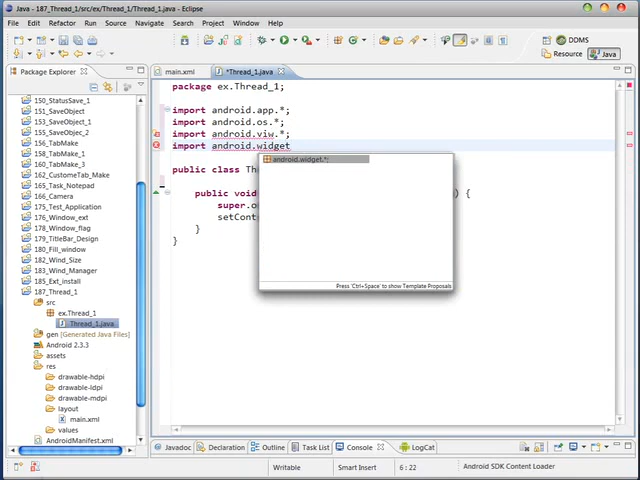 Java - 187_Thread_1/src/ex/Thread_1/Thread_1.java - Eclipse
File Edit Refactor Run Source Navigate Search Project Window Help
DDMS
Resource Java
Package Explorer
main.xml *Thread_1.java
150_StatusSave_1
151_SaveObject
153_SaveObject_1
155_SaveObjec_2
156_TabMake
158_TabMake_1
160_TabMake_3
162_CustomeTab_Make
165_Task_Notepad
166_Camera
175_Test_Application
176_Window_ext
178_Window_flag
179_TitleBar_Design
180_Fill_window
182_Wind_Size
183_Wind_Manager
185_Ext_install
187_Thread_1
src
ex.Thread_1
Thread_1.java
gen [Generated Java Files]
Android 2.3.3
assets
res
drawable-hdpi
drawable-ldpi
drawable-mdpi
layout
main.xml
values
AndroidManifest.xml
package ex.Thread_1;
import android.app.*;
import android.os.*;
import android.viw.*;
import android.widget
public class Th
public void ) {
super.o
setCont
}
}
android.widget.*;
Press 'Ctrl+Space' to show Template Proposals
Javadoc Declaration Outline Task List Console LogCat
Writable Smart Insert 6 : 22 Android SDK Content Loader